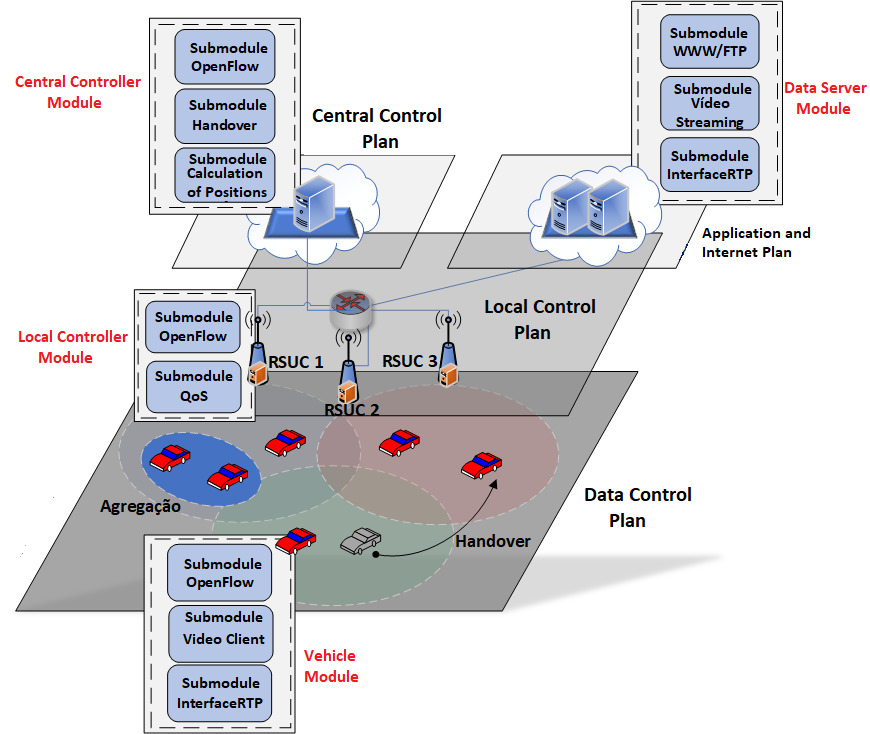 Submodule
OpenFlow
Submodule
Handover
Submodule
Calculation
of Positions
Central Controller
Module
Central Control
Plan
Submodule
WWW/FTP
Submodule
Vídeo
Streaming
Submodule
InterfaceRTP
Data Server
Module
Application and
Internet Plan
Local Control
Plan
Submodule
OpenFlow
Submodule
QoS
Local Controller
Module
RSUC 1
RSUC 2
RSUC 3
Agregação
Handover
Data Control
Plan
Submodule
OpenFlow
Submodule
Video Client
Submodule
InterfaceRTP
Vehicle
Module